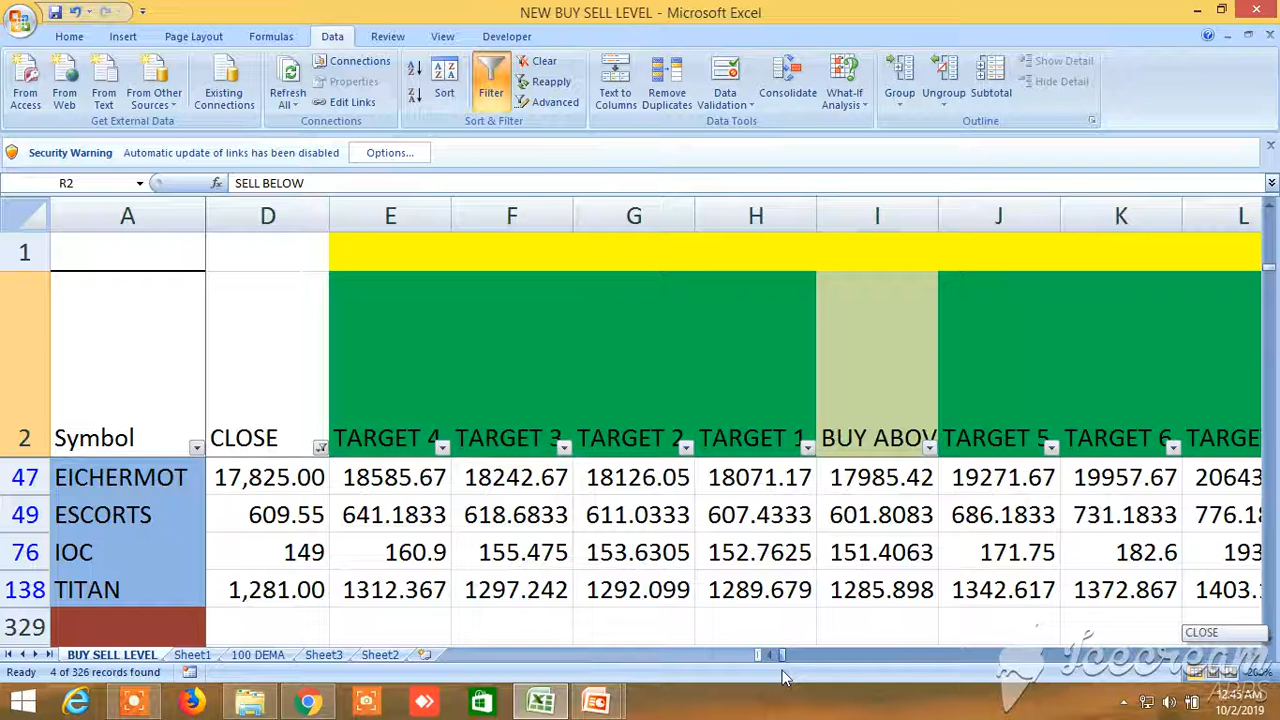 NEW BUY SELL LEVEL - Microsoft Excel
Home Insert Page Layout Formulas Data Review View Developer
From Access
From Web
From Text
From Other Sources
Existing Connections
Get External Data
Refresh All
Connections
Properties
Edit Links
Connections
Sort
Filter
Clear
Reapply
Advanced
Sort & Filter
Text to Columns
Remove Duplicates
Data Validation
Consolidate
What-If Analysis
Data Tools
Group
Ungroup
Subtotal
Show Detail
Hide Detail
Outline
Security Warning Automatic update of links has been disabled Options...
R2 fx SELL BELOW
A D E F G H I J K L
1
2 Symbol CLOSE TARGET 4 TARGET 3 TARGET 2 TARGET 1 BUY ABOV TARGET 5 TARGET 6 TARGE
47 EICHERMOT 17,825.00 18585.67 18242.67 18126.05 18071.17 17985.42 19271.67 19957.67 20643
49 ESCORTS 609.55 641.1833 618.6833 611.0333 607.4333 601.8083 686.1833 731.1833 776.18
76 IOC 149 160.9 155.475 153.6305 152.7625 151.4063 171.75 182.6 193
138 TITAN 1,281.00 1312.367 1297.242 1292.099 1289.679 1285.898 1342.617 1372.867 1403.
329
CLOSE
BUY SELL LEVEL Sheet1 100 DEMA Sheet3 Sheet2
Ready 4 of 326 records found 200%
Icecream
APPS
12:45 AM
10/2/2019